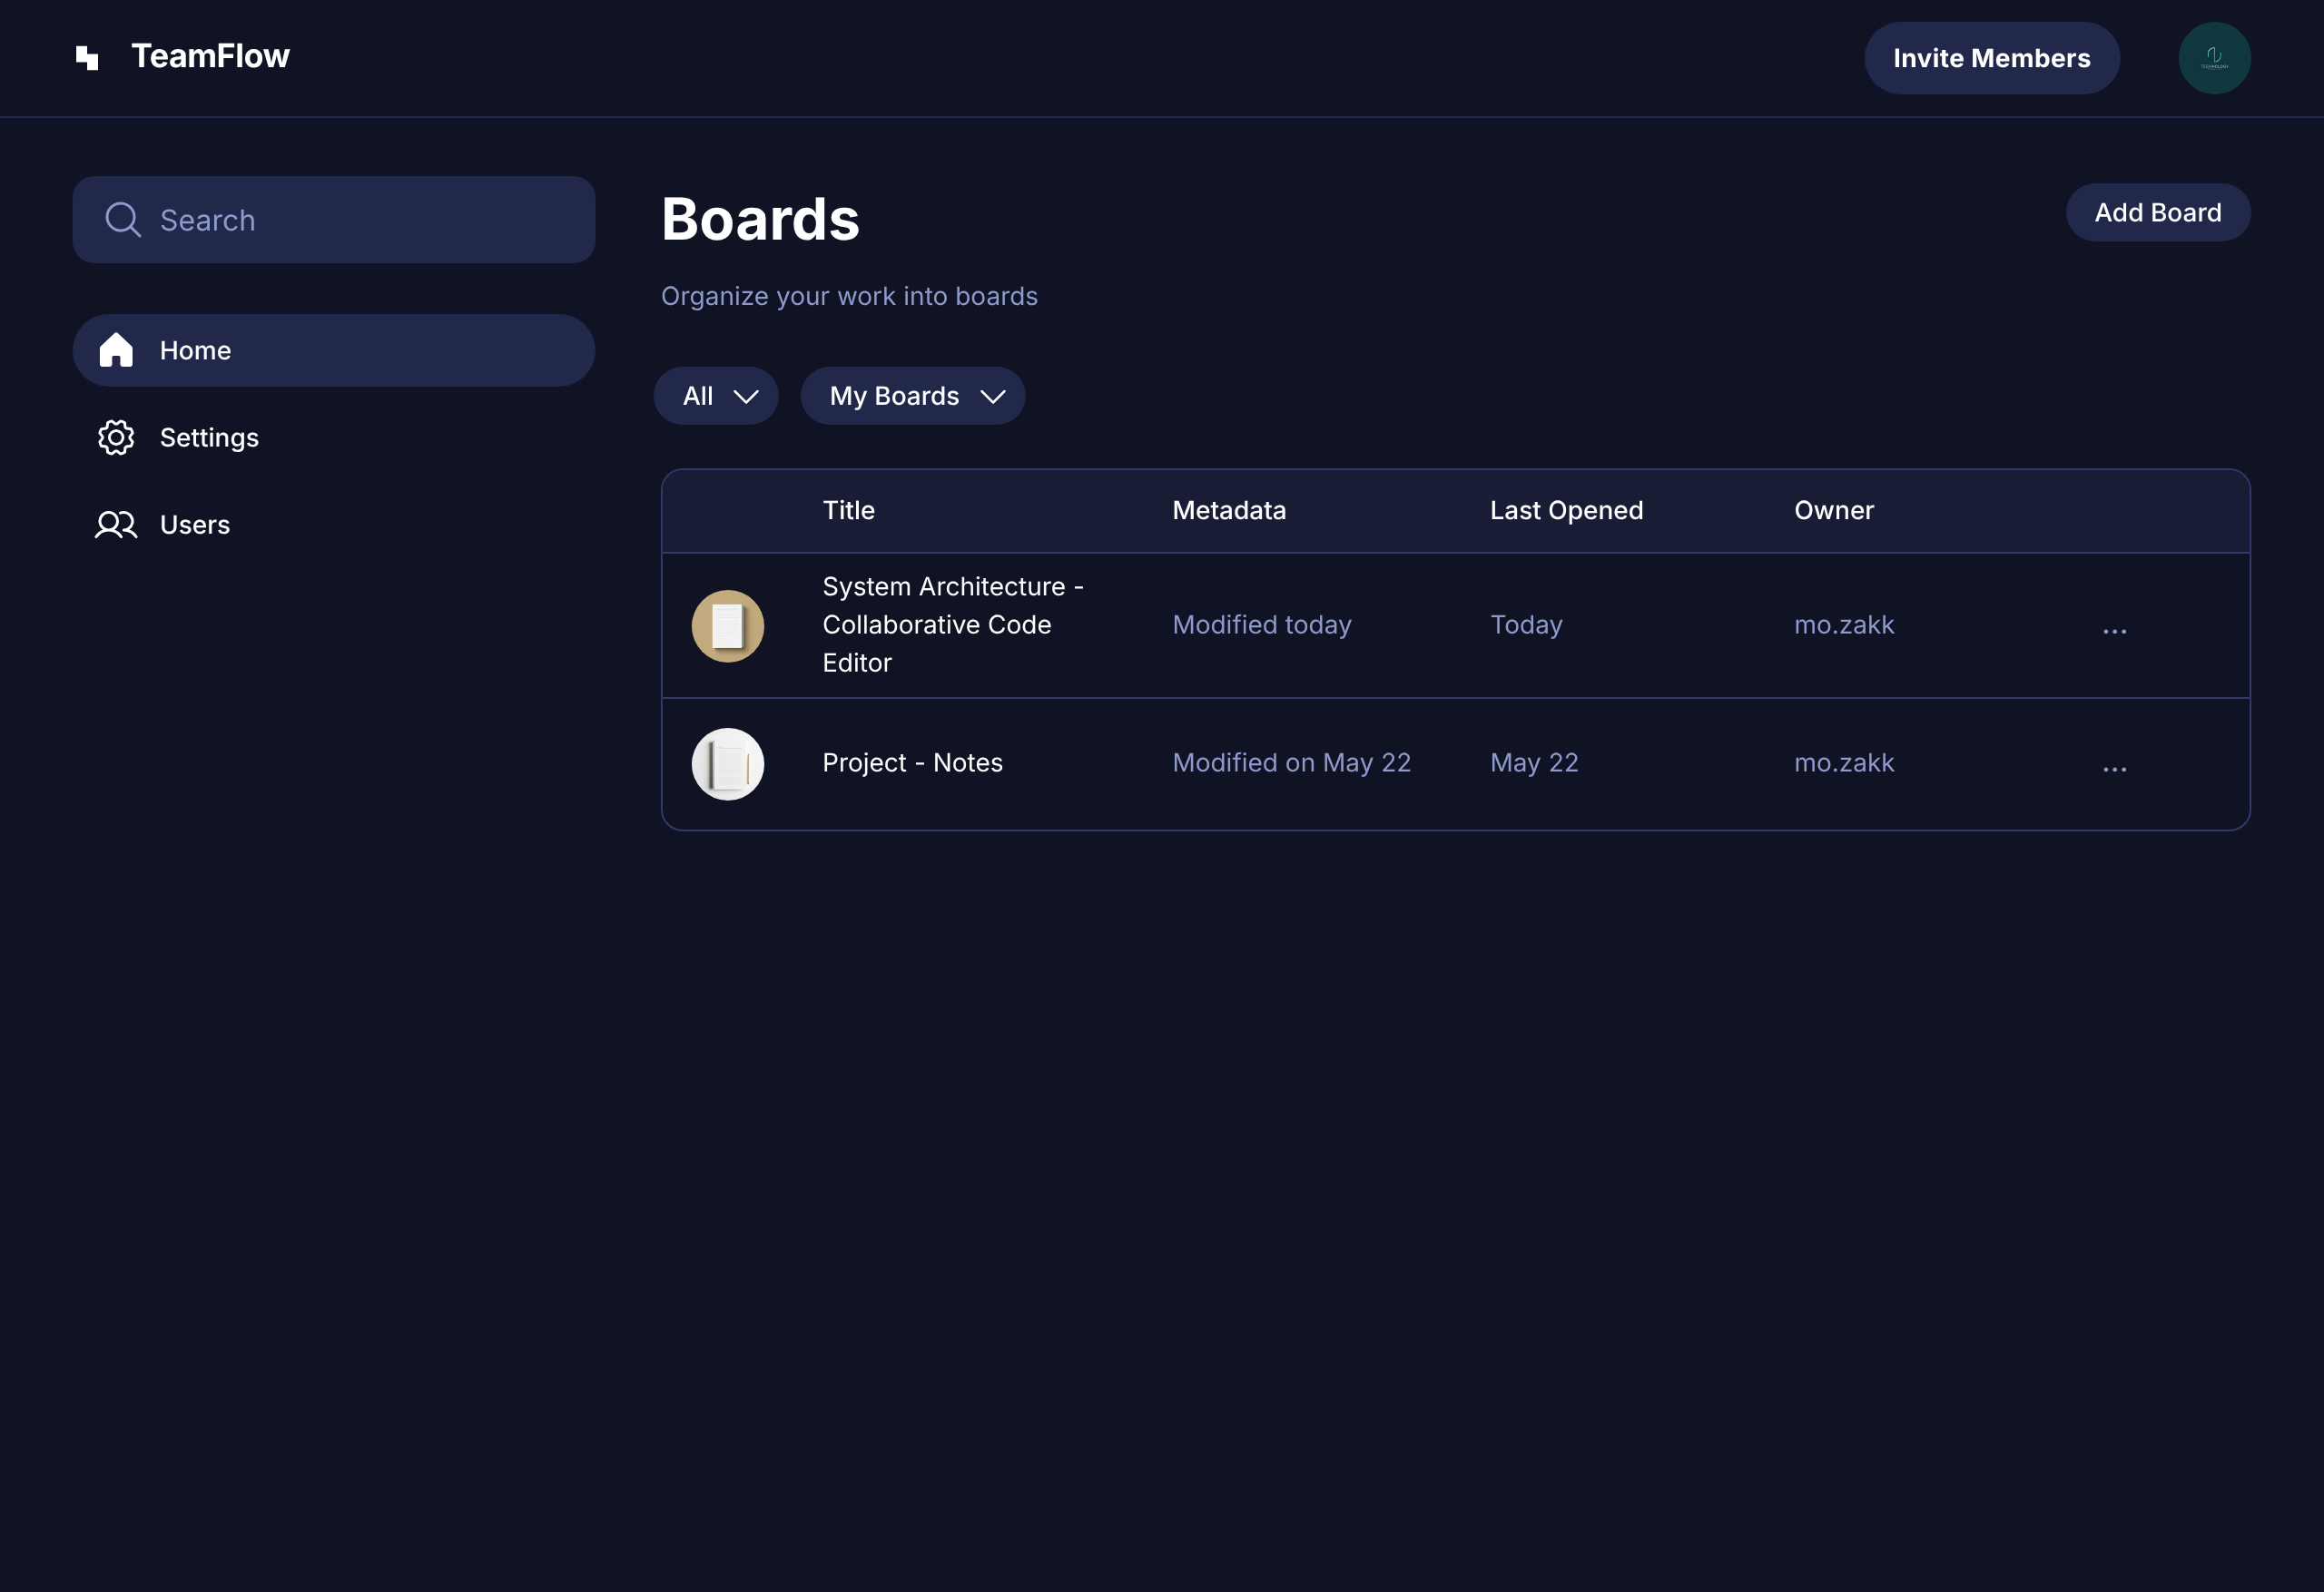 TeamFlow
Invite Members
TECHNOLOGY
Search
Home
Settings
Users
Boards
Add Board
Organize your work into boards
All
My Boards
Title Metadata Last Opened Owner
System Architecture -
Collaborative Code
Editor
Modified today Today mo.zakk ...
Project - Notes Modified on May 22 May 22 mo.zakk ...